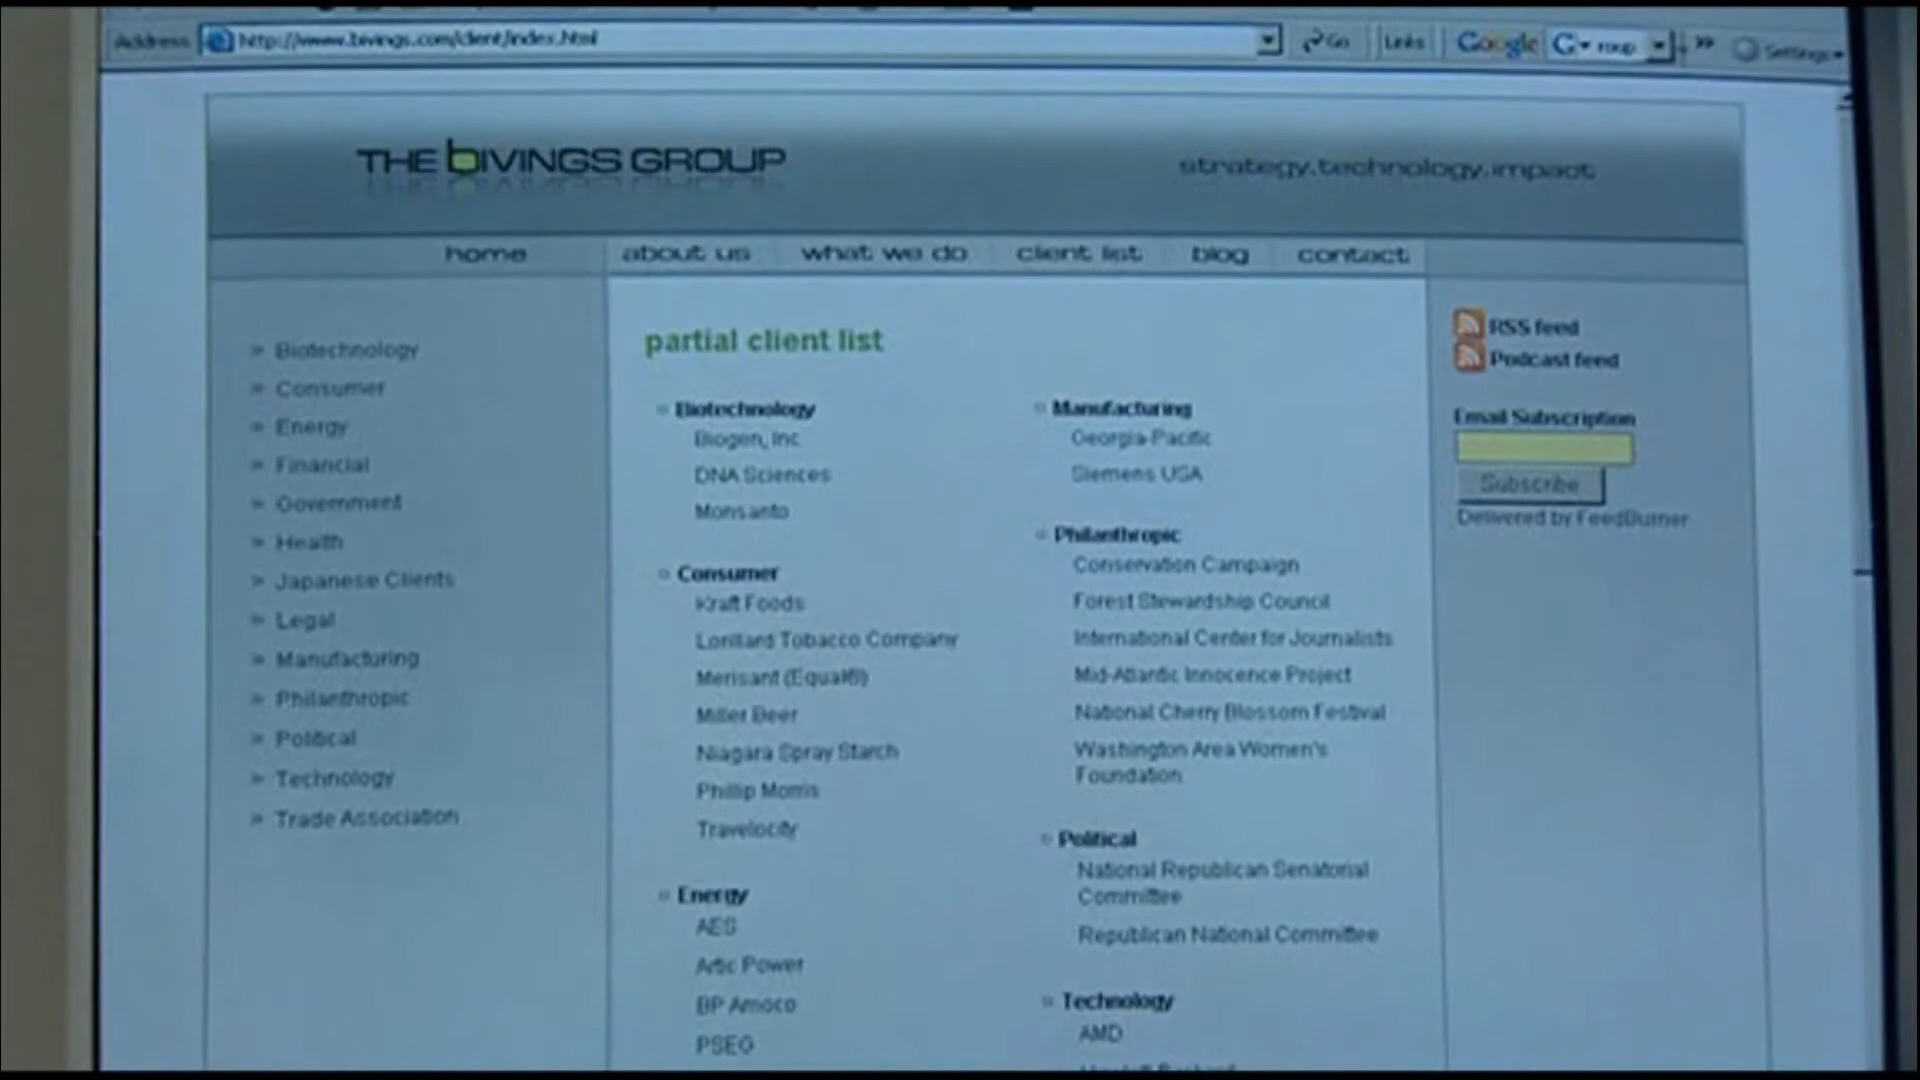 Address http://www.bivings.com/client/index.html Go Links Google G roup Settings
THE bIVINGS GROUP
strategy.technology.impact
home about us what we do client list blog contact
Biotechnology
Consumer
Energy
Financial
Government
Health
Japanese Clients
Legal
Manufacturing
Philanthropic
Political
Technology
Trade Association
partial client list
Biotechnology
Biogen, Inc
DNA Sciences
Monsanto
Consumer
Kraft Foods
Lorillard Tobacco Company
Merisant (Equal®)
Miller Beer
Niagara Spray Starch
Phillip Morris
Travelocity
Energy
AES
Artic Power
BP Amoco
PSEG
Manufacturing
Georgia-Pacific
Siemens USA
Philanthropic
Conservation Campaign
Forest Stewardship Council
International Center for Journalists
Mid-Atlantic Innocence Project
National Cherry Blossom Festival
Washington Area Women's
Foundation
Political
National Republican Senatorial
Committee
Republican National Committee
Technology
AMD
RSS feed
Podcast feed
Email Subscription
Subscribe
Delivered by FeedBurner